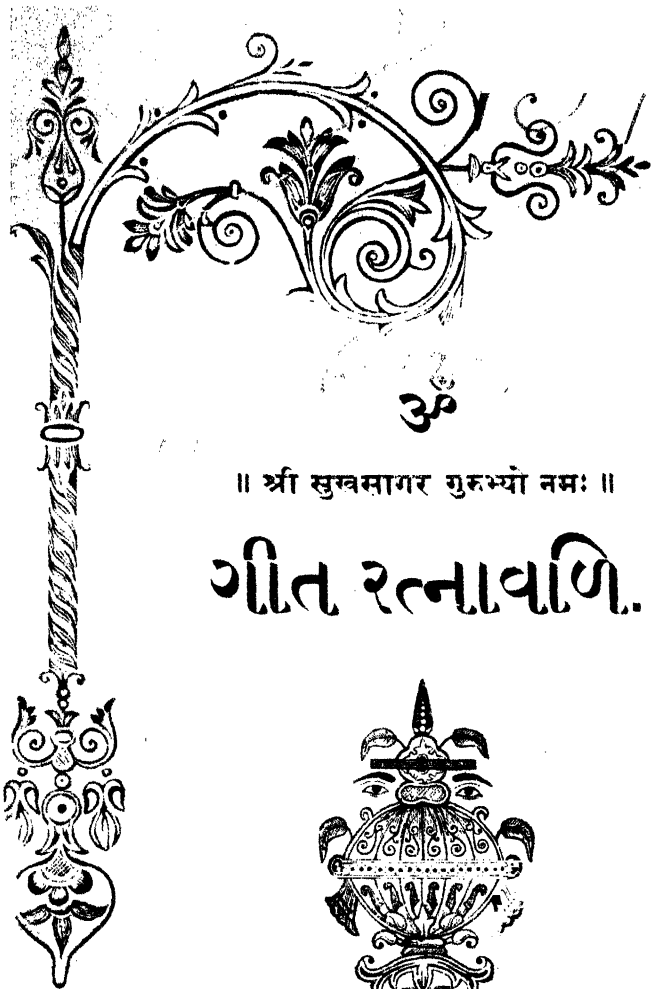 ૐ
॥ श्री सुखसागर गुरुभ्यो नमः ॥
ગીત રત્નાવળિ.